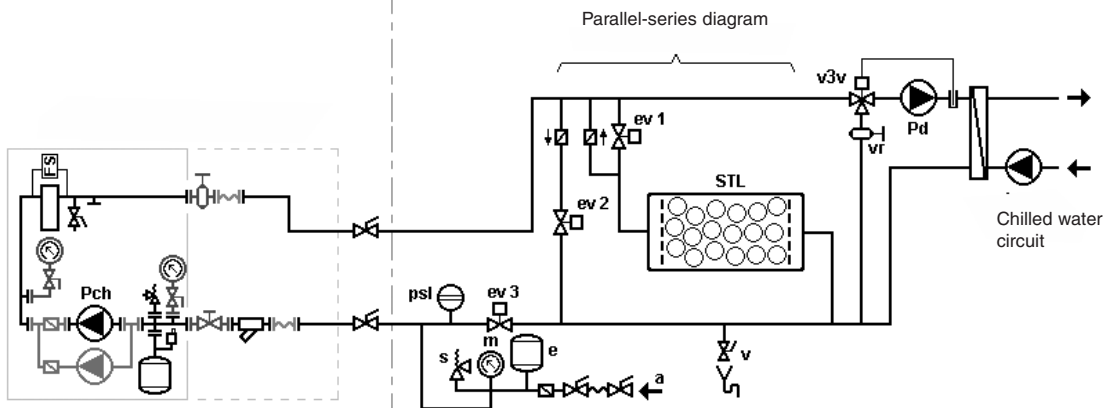 Parallel-series diagram
v3v
ev 1
Pd
FS
vr
STL
ev 2
Chilled water
circuit
Pch
psl
ev 3
m
e
s
v
a